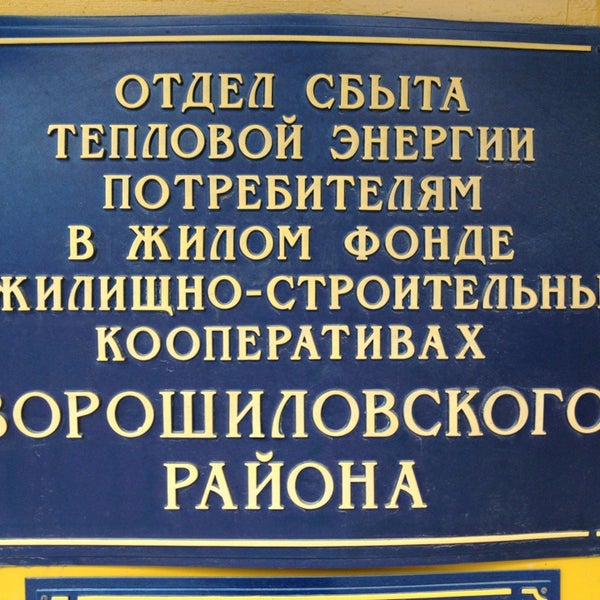 ОТДЕЛ СБЫТА
ТЕПЛОВОЙ ЭНЕРГИИ
ПОТРЕБИТЕЛЯМ
В ЖИЛОМ ФОНДЕ
ЖИЛИЩНО-СТРОИТЕЛЬНЫ
КООПЕРАТИВАХ
ВОРОШИЛОВСКОГО
РАЙОНА